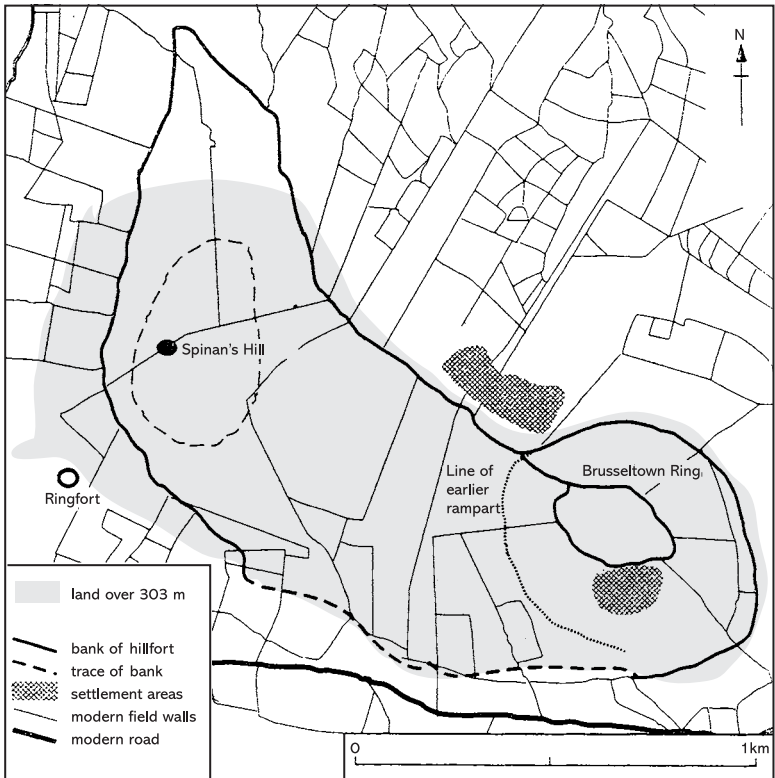 N
Spinan's Hill
Ringfort
Line of
earlier
rampart
Brusseltown Ring
land over 303 m
bank of hillfort
trace of bank
settlement areas
modern field walls
modern road
0
1km